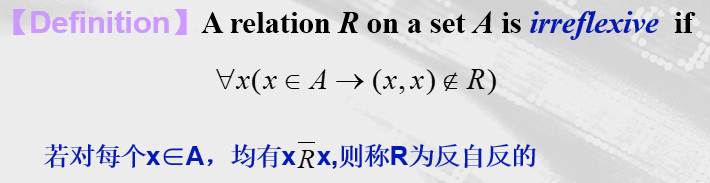 【Definition】A relation R on a set A is irreflexive if
∀x(x ∈ A → (x, x) ∉ R)
若对每个x∈A，均有xR̅x,则称R为反自反的